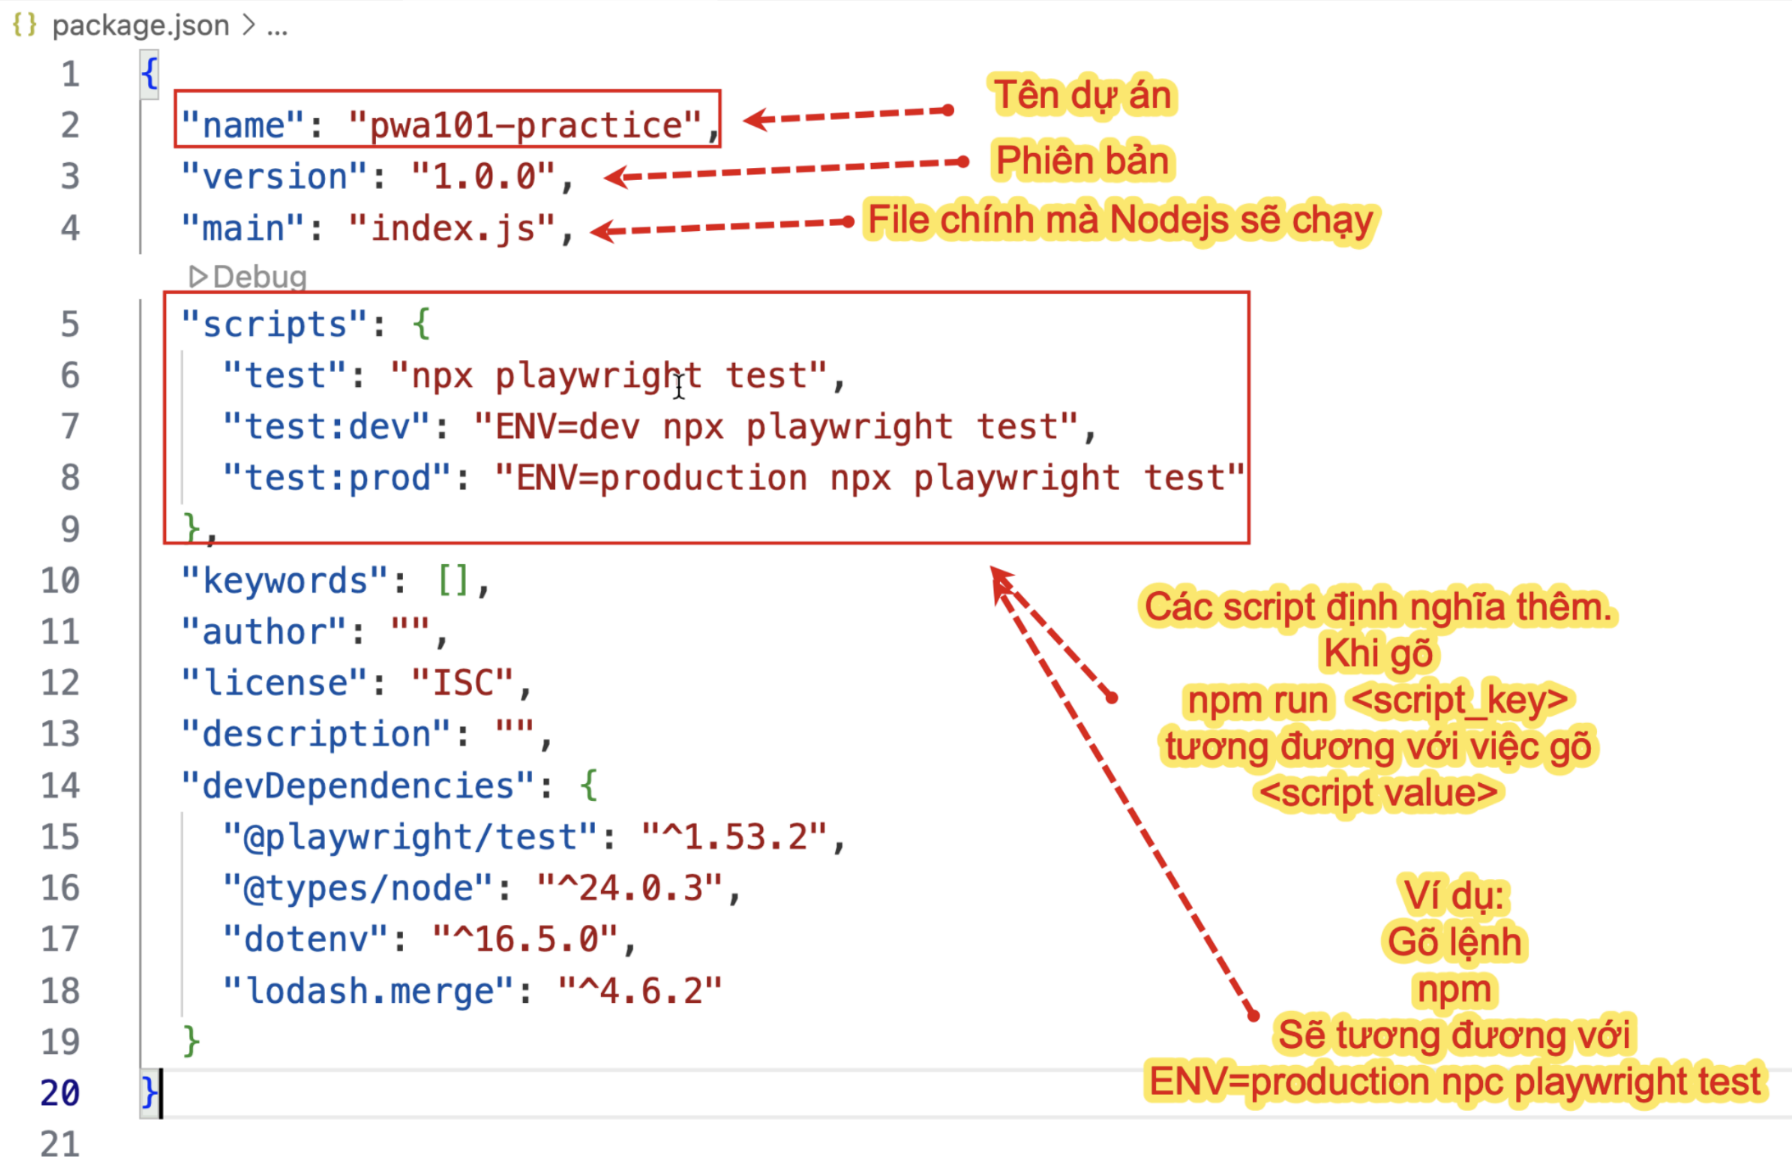 {} package.json > ...
1 {
2 "name": "pwa101-practice",
Tên dự án
3 "version": "1.0.0",
Phiên bản
4 "main": "index.js",
File chính mà Nodejs sẽ chạy
Debug
5 "scripts": {
6 "test": "npx playwright test",
7 "test:dev": "ENV=dev npx playwright test",
8 "test:prod": "ENV=production npx playwright test"
9 },
10 "keywords": [],
11 "author": "",
12 "license": "ISC",
13 "description": "",
14 "devDependencies": {
15 "@playwright/test": "^1.53.2",
16 "@types/node": "^24.0.3",
17 "dotenv": "^16.5.0",
18 "lodash.merge": "^4.6.2"
19 }
20 }
21
Các script định nghĩa thêm.
Khi gõ
npm run <script_key>
tương đương với việc gõ
<script value>
Ví dụ:
Gõ lệnh
npm
Sẽ tương đương với
ENV=production npc playwright test